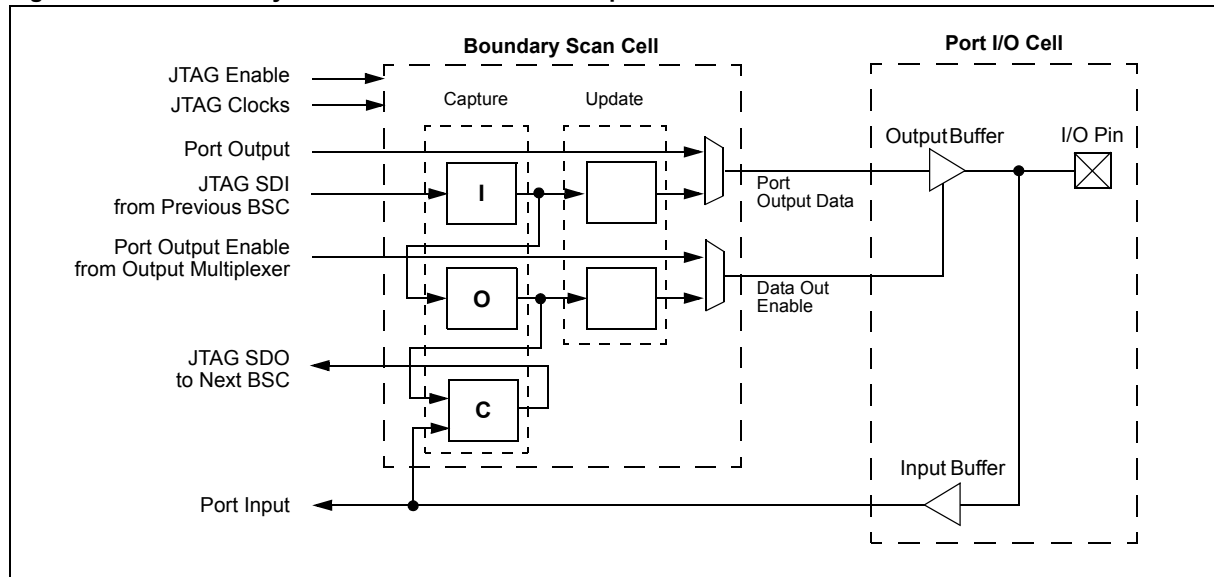 Boundary Scan Cell
Port I/O Cell
JTAG Enable
JTAG Clocks
Capture
Update
Port Output
Output Buffer
I/O Pin
JTAG SDI
from Previous BSC
I
Port
Output Data
Port Output Enable
from Output Multiplexer
O
Data Out
Enable
JTAG SDO
to Next BSC
C
Input Buffer
Port Input